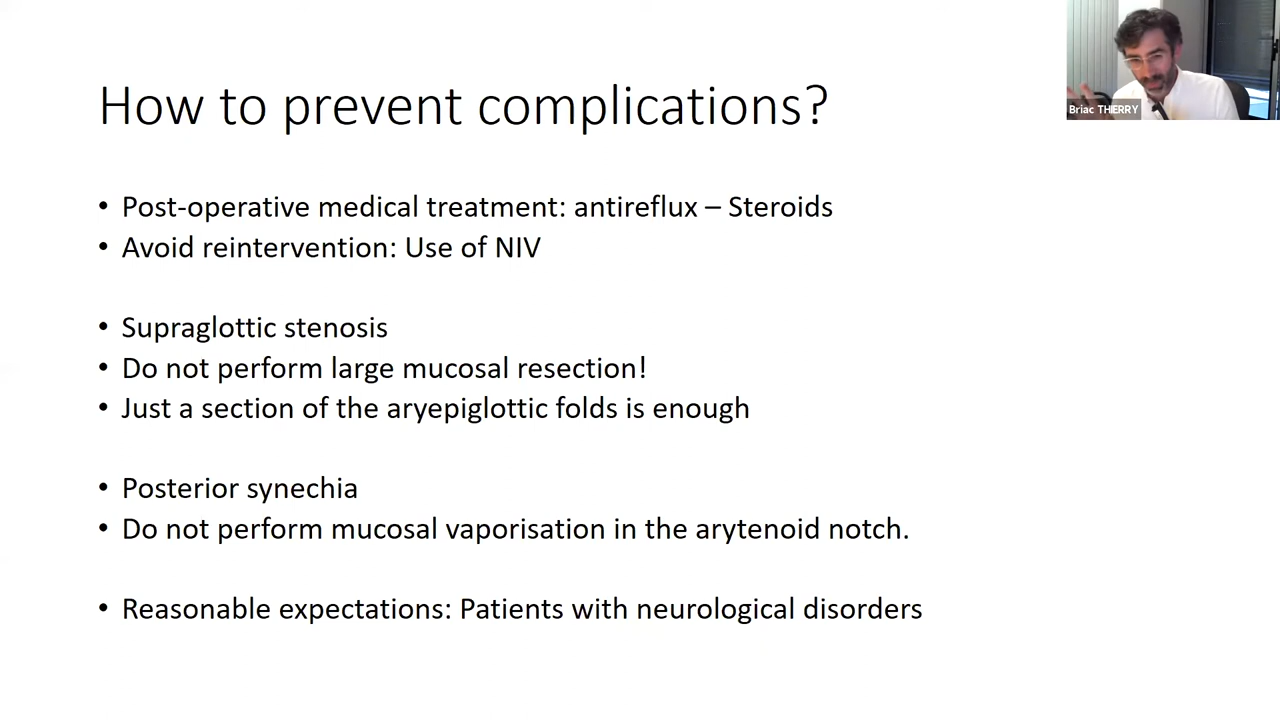 How to prevent complications?
Briac THIERRY
• Post-operative medical treatment: antireflux – Steroids
• Avoid reintervention: Use of NIV
• Supraglottic stenosis
• Do not perform large mucosal resection!
• Just a section of the aryepiglottic folds is enough
• Posterior synechia
• Do not perform mucosal vaporisation in the arytenoid notch.
• Reasonable expectations: Patients with neurological disorders